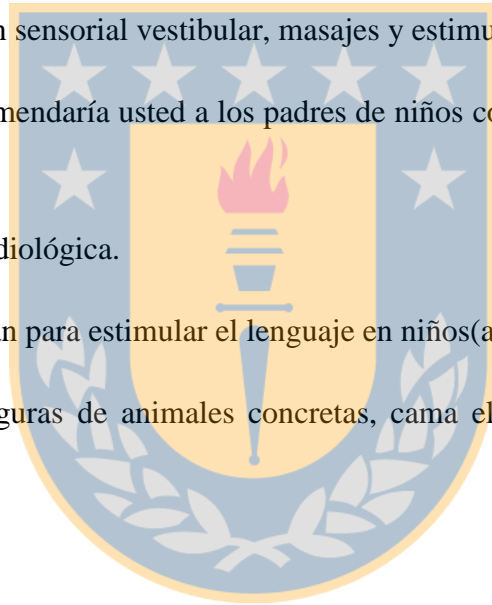 n sensorial vestibular, masajes y estimu
mendaría usted a los padres de niños co
diológica.
an para estimular el lenguaje en niños(a
guras de animales concretas, cama el